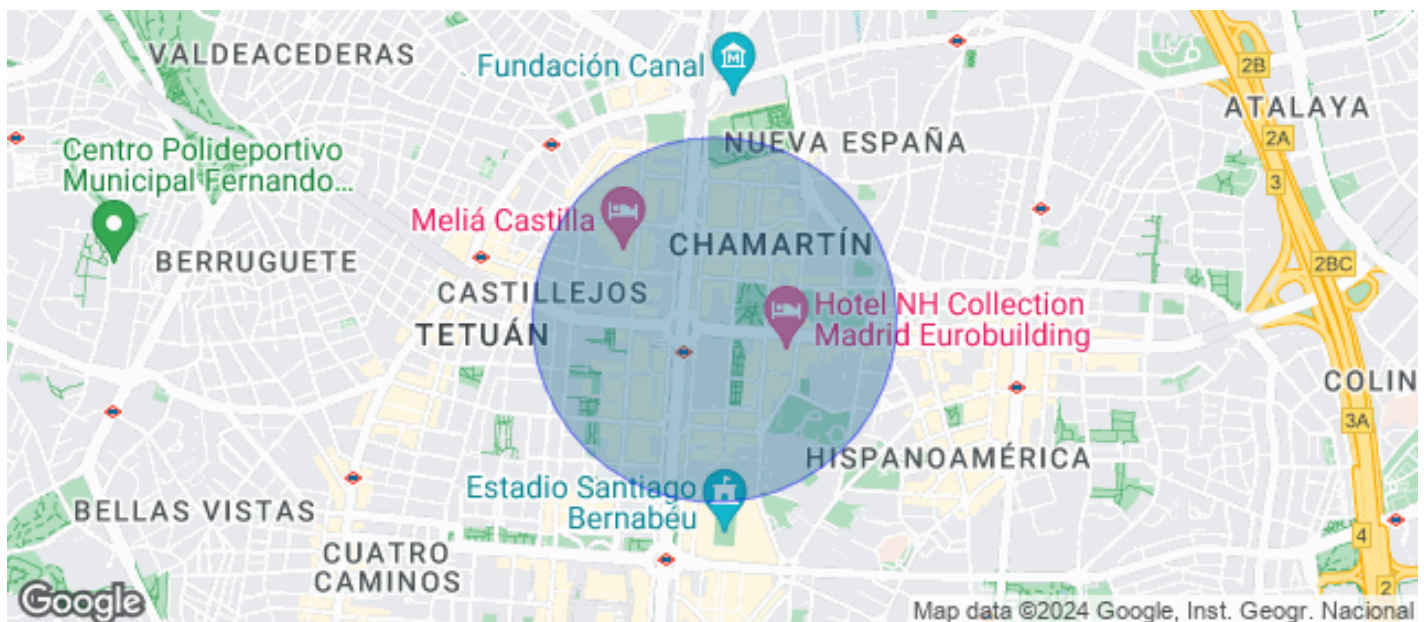 VALDEACEDERAS
Fundación Canal
2B
ATALAYA
2A
NUEVA ESPAÑA
Centro Polideportivo
Municipal Fernando...
3
Meliá Castilla
CHAMARTÍN
BERRUGUETE
2BC
CASTILLEJOS
Hotel NH Collection
Madrid Eurobuilding
TETUÁN
COLIN
3A
HISPANOAMÉRICA
Estadio Santiago
Bernabéu
BELLAS VISTAS
4
CUATRO
CAMINOS
2
Google
Map data ©2024 Google, Inst. Geogr. Nacional